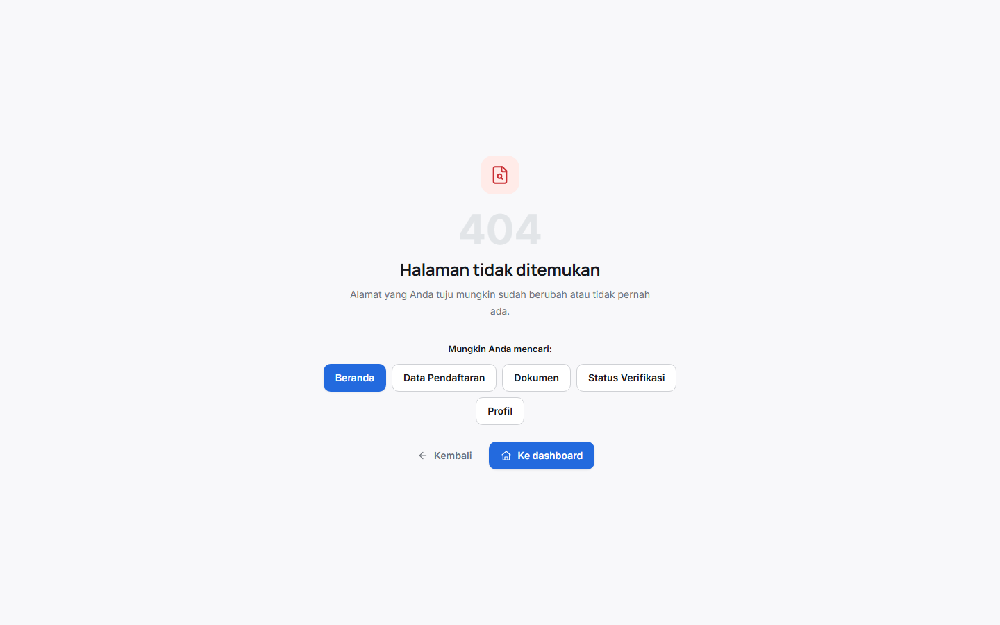 404
Halaman tidak ditemukan
Alamat yang Anda tuju mungkin sudah berubah atau tidak pernah
ada.
Mungkin Anda mencari:
Beranda Data Pendaftaran Dokumen Status Verifikasi
Profil
Kembali Ke dashboard